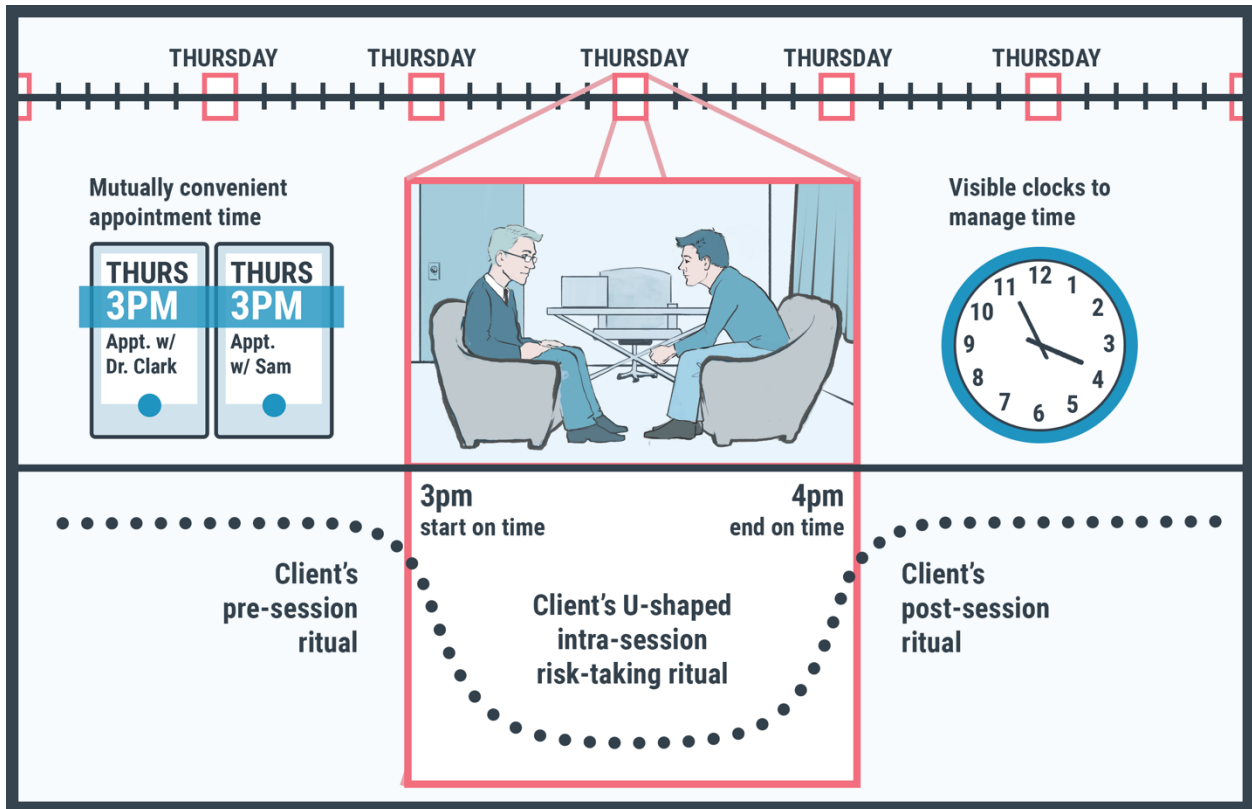 THURSDAY
THURSDAY
THURSDAY
THURSDAY
THURSDAY
Mutually convenient
appointment time
THURS
3PM
Appt. w/
Dr. Clark
THURS
3PM
Appt.
w/ Sam
Visible clocks to
manage time
12
1
2
3
4
5
6
7
8
9
10
11
3pm
start on time
4pm
end on time
Client's
pre-session
ritual
Client's U-shaped
intra-session
risk-taking ritual
Client's
post-session
ritual